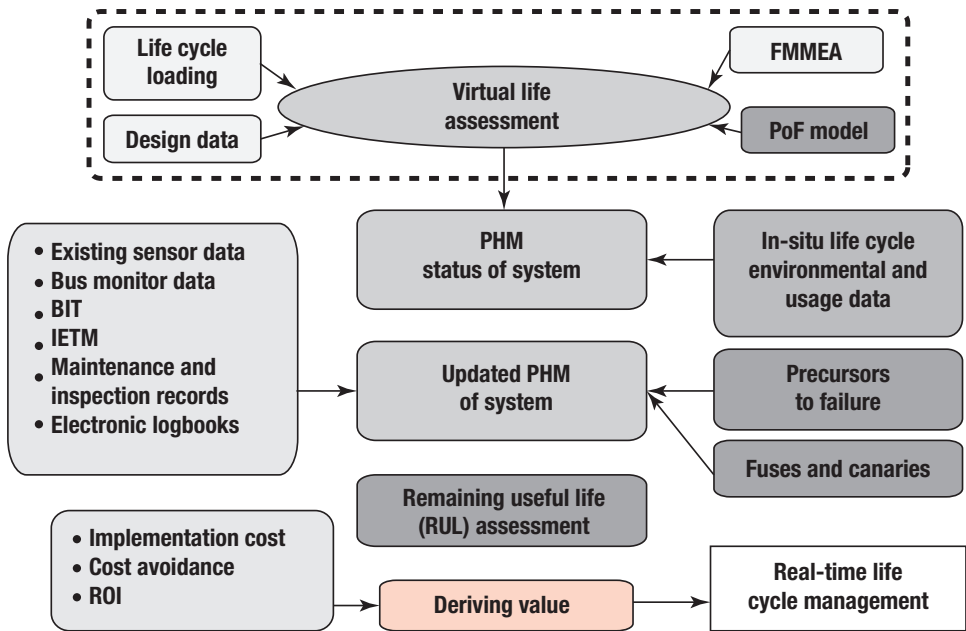 Life cycle
loading
Design data
Virtual life
assessment
FMMEA
PoF model
PHM
status of system
In-situ life cycle
environmental and
usage data
• Existing sensor data
• Bus monitor data
• BIT
• IETM
• Maintenance and
inspection records
• Electronic logbooks
Updated PHM
of system
Precursors
to failure
Fuses and canaries
Remaining useful life
(RUL) assessment
• Implementation cost
• Cost avoidance
• ROI
Deriving value
Real-time life
cycle management